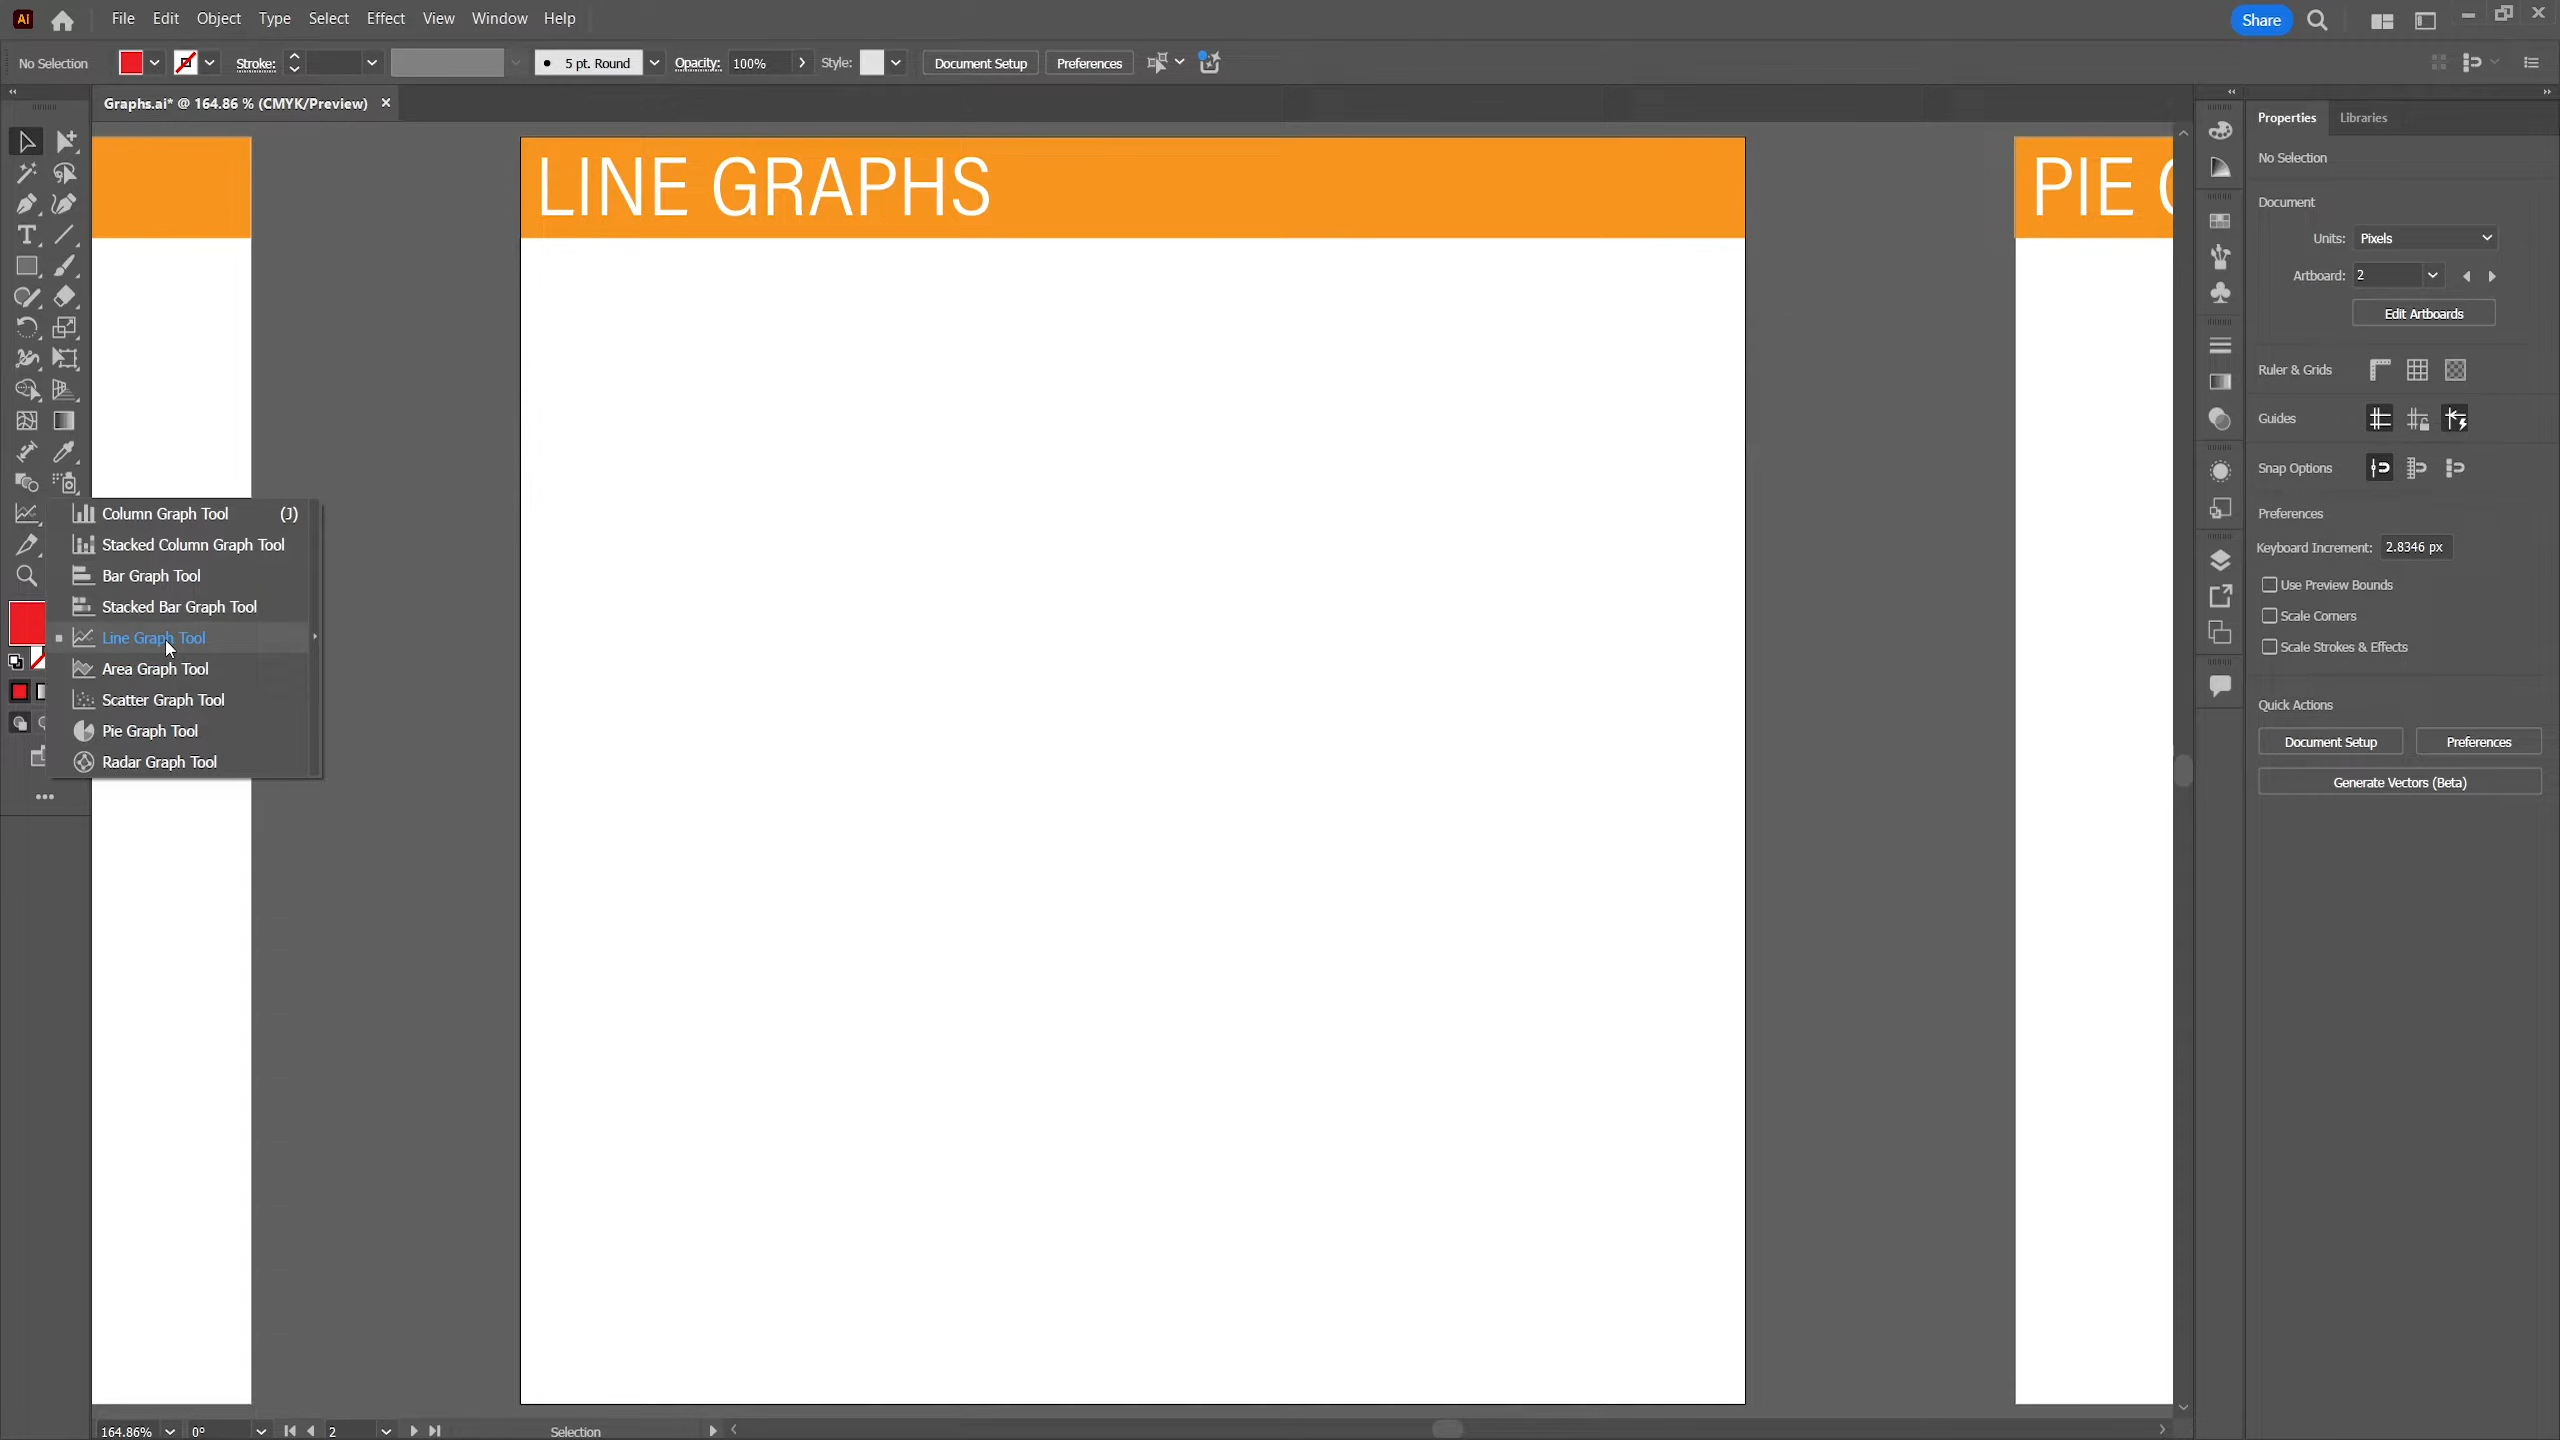 Ai File Edit Object Type Select Effect View Window Help Share
No Selection Stroke: 5 pt. Round Opacity: 100% Style: Document Setup Preferences
Graphs.ai* @ 164.86 % (CMYK/Preview)
Properties Libraries
No Selection
Document
Units: Pixels
Artboard: 2
Edit Artboards
Ruler & Grids
Guides
Snap Options
Preferences
Keyboard Increment: 2.8346 px
Use Preview Bounds
Scale Corners
Scale Strokes & Effects
Quick Actions
Document Setup Preferences
Generate Vectors (Beta)
LINE GRAPHS
PIE
Column Graph Tool (J)
Stacked Column Graph Tool
Bar Graph Tool
Stacked Bar Graph Tool
Line Graph Tool
Area Graph Tool
Scatter Graph Tool
Pie Graph Tool
Radar Graph Tool
164.86% 0° 2 Selection